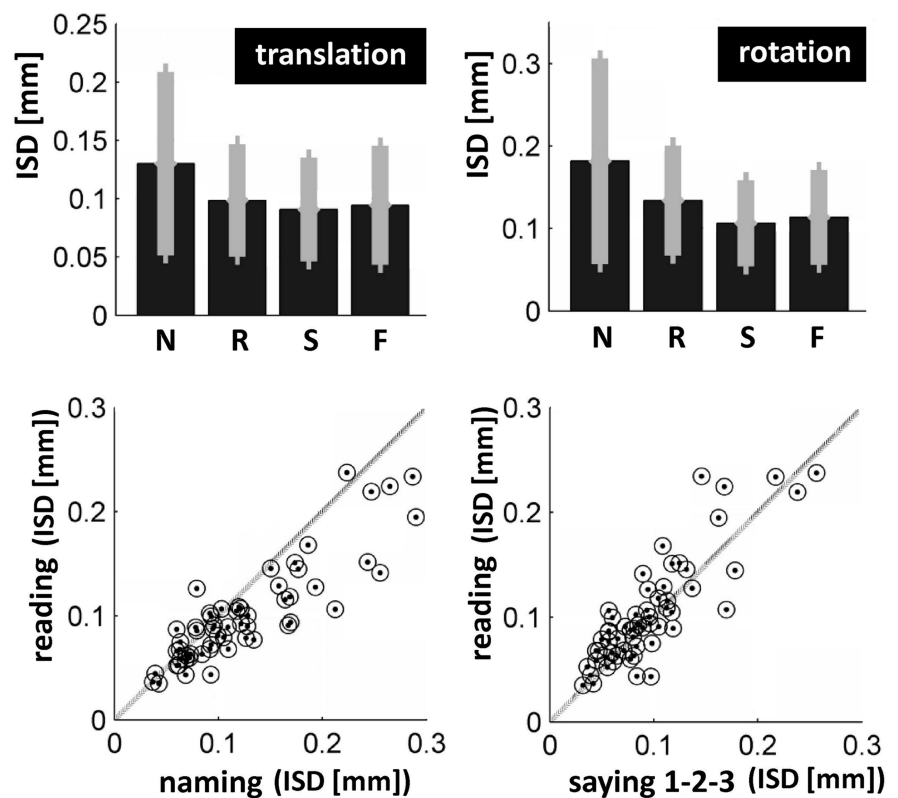 translation
ISD [mm]
0.25
0.2
0.15
0.1
0.05
0
N R S F
rotation
ISD [mm]
0.3
0.2
0.1
0
N R S F
reading (ISD [mm])
0.3
0.2
0.1
0
0 0.1 0.2 0.3
naming (ISD [mm])
reading (ISD [mm])
0.3
0.2
0.1
0
0 0.1 0.2 0.3
saying 1-2-3 (ISD [mm])